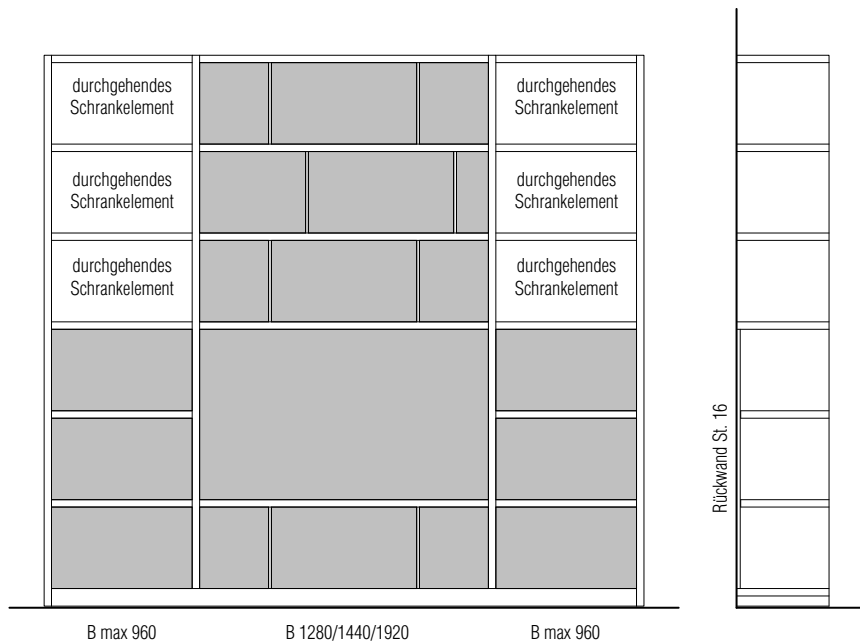 durchgehendes
Schrankelement
durchgehendes
Schrankelement
durchgehendes
Schrankelement
durchgehendes
Schrankelement
durchgehendes
Schrankelement
durchgehendes
Schrankelement
Rückwand St. 16
B max 960
B 1280/1440/1920
B max 960